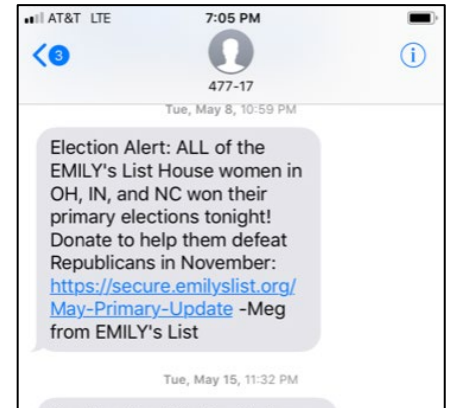 AT&T LTE 7:05 PM
3
i
477-17
Tue, May 8, 10:59 PM
Election Alert: ALL of the
EMILY's List House women in
OH, IN, and NC won their
primary elections tonight!
Donate to help them defeat
Republicans in November:
https://secure.emilyslist.org/
May-Primary-Update -Meg
from EMILY's List
Tue, May 15, 11:32 PM